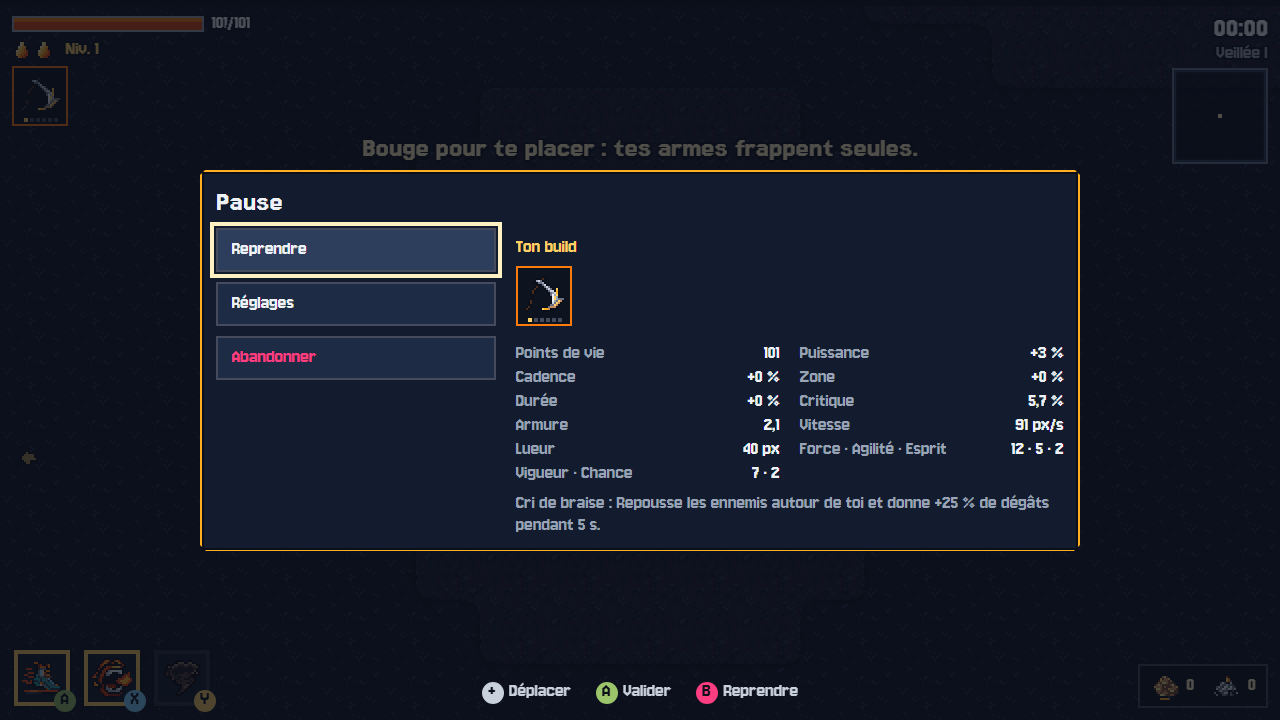 101/101
Niv. 1
00:00
Veillée I
Bouge pour te placer : tes armes frappent seules.
Pause
Reprendre
Réglages
Abandonner
Ton build
Points de vie 101
Puissance +3 %
Cadence +0 %
Zone +0 %
Durée +0 %
Critique 5,7 %
Armure 2,1
Vitesse 91 px/s
Lueur 40 px
Force · Agilité · Esprit 12 · 5 · 2
Vigueur · Chance 7 · 2
Cri de braise : Repousse les ennemis autour de toi et donne +25 % de dégâts
pendant 5 s.
A
X
Y
+ Déplacer
A Valider
B Reprendre
0
0